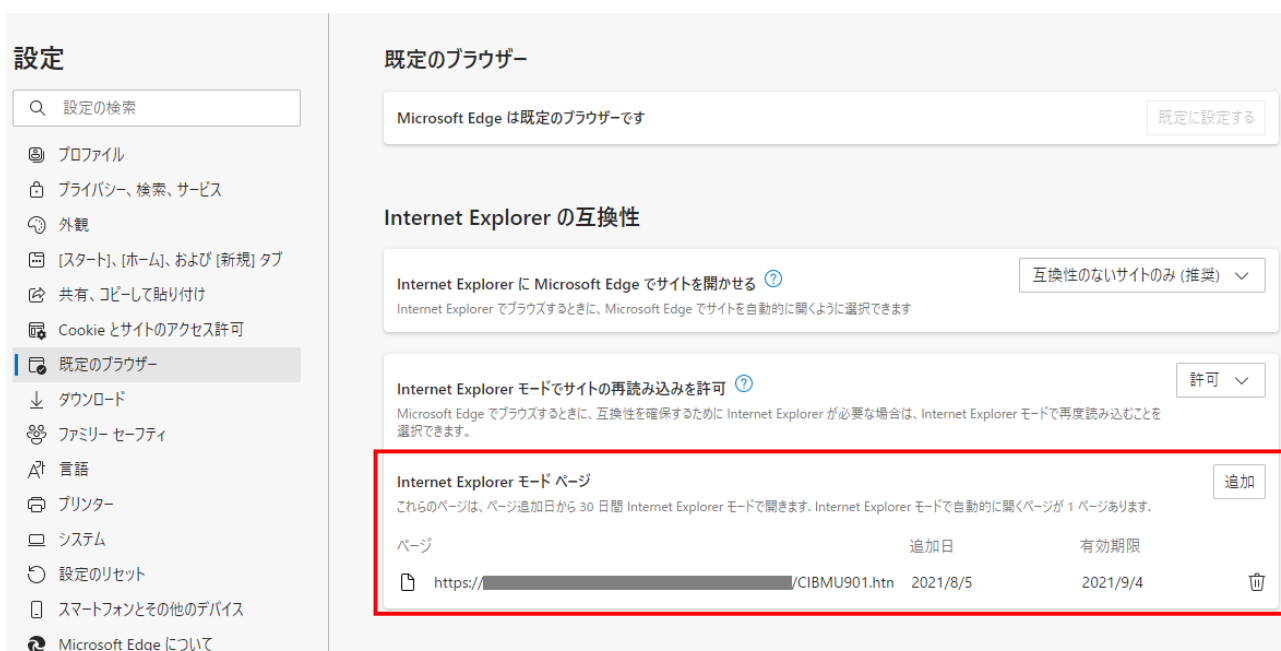 設定
設定の検索
プロファイル
プライバシー、検索、サービス
外観
[スタート]、[ホーム]、および [新規] タブ
共有、コピーして貼り付け
Cookie とサイトのアクセス許可
既定のブラウザー
ダウンロード
ファミリー セーフティ
言語
プリンター
システム
設定のリセット
スマートフォンとその他のデバイス
Microsoft Edge について
既定のブラウザー
Microsoft Edge は既定のブラウザーです
既定に設定する
Internet Explorer の互換性
Internet Explorer に Microsoft Edge でサイトを開かせる
互換性のないサイトのみ (推奨)
Internet Explorer でブラウズするときに、Microsoft Edge でサイトを自動的に開くように選択できます
Internet Explorer モードでサイトの再読み込みを許可
許可
Microsoft Edge でブラウズするときに、互換性を確保するために Internet Explorer が必要な場合は、Internet Explorer モードで再度読み込むことを
選択できます。
Internet Explorer モード ページ
追加
これらのページは、ページ追加日から 30 日間 Internet Explorer モードで開きます. Internet Explorer モードで自動的に開くページが 1 ページあります.
ページ 追加日 有効期限
https:// /CIBMU901.htn 2021/8/5 2021/9/4